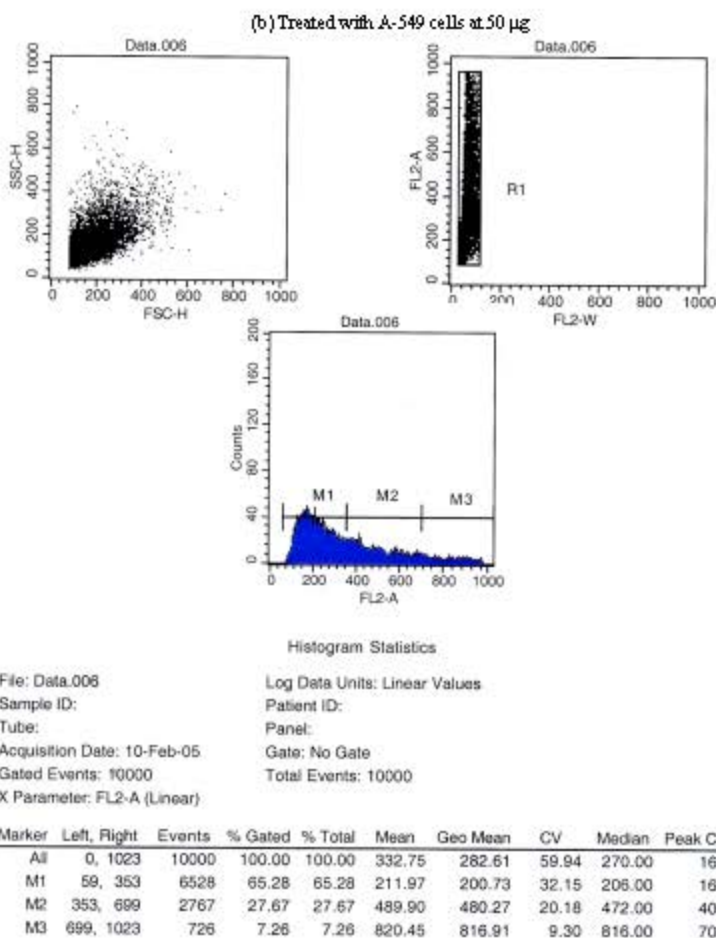 (b) Treated with A-549 cells at 50 µg
Data.006
1000
800
600
400
200
0
SSC-H
200 400 600 800 1000
FSC-H
Data.006
1000
800
600
400
200
0
FL2-A
R1
0 200 400 600 800 1000
FL2-W
Data.006
200
160
120
80
40
0
Counts
M1 M2 M3
0 200 400 600 800 1000
FL2-A
Histogram Statistics
File: Data.006 Log Data Units: Linear Values
Sample ID: Patient ID:
Tube: Panel:
Acquisition Date: 10-Feb-05 Gate: No Gate
Gated Events: 10000 Total Events: 10000
X Parameter: FL2-A (Linear)
Marker Left, Right Events % Gated % Total Mean Geo Mean CV Median Peak C
All 0, 1023 10000 100.00 100.00 332.75 282.61 59.94 270.00 16
M1 59, 353 6528 65.28 65.28 211.97 200.73 32.15 206.00 16
M2 353, 699 2767 27.67 27.67 489.90 480.27 20.18 472.00 40
M3 699, 1023 726 7.26 7.26 820.45 816.91 9.30 816.00 70